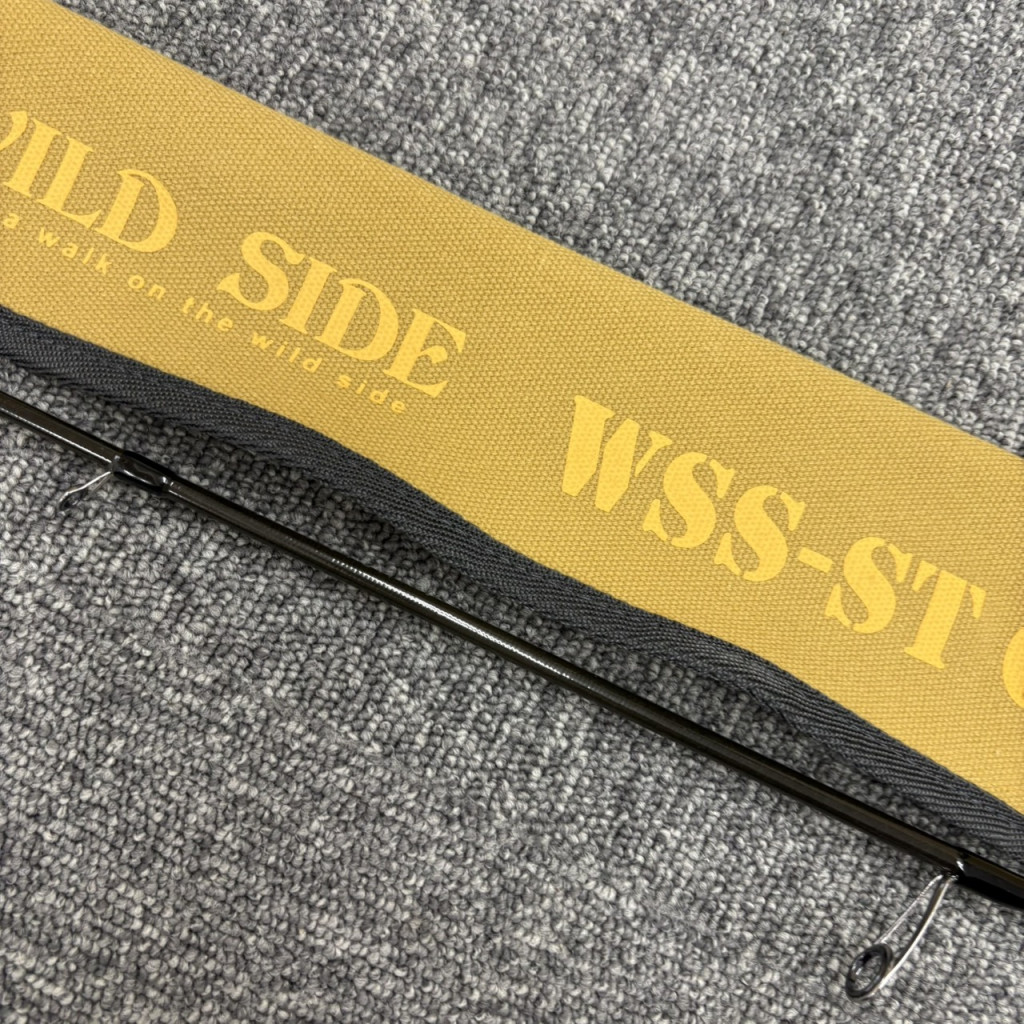 WILD SIDE
a walk on the wild side
WSS-ST